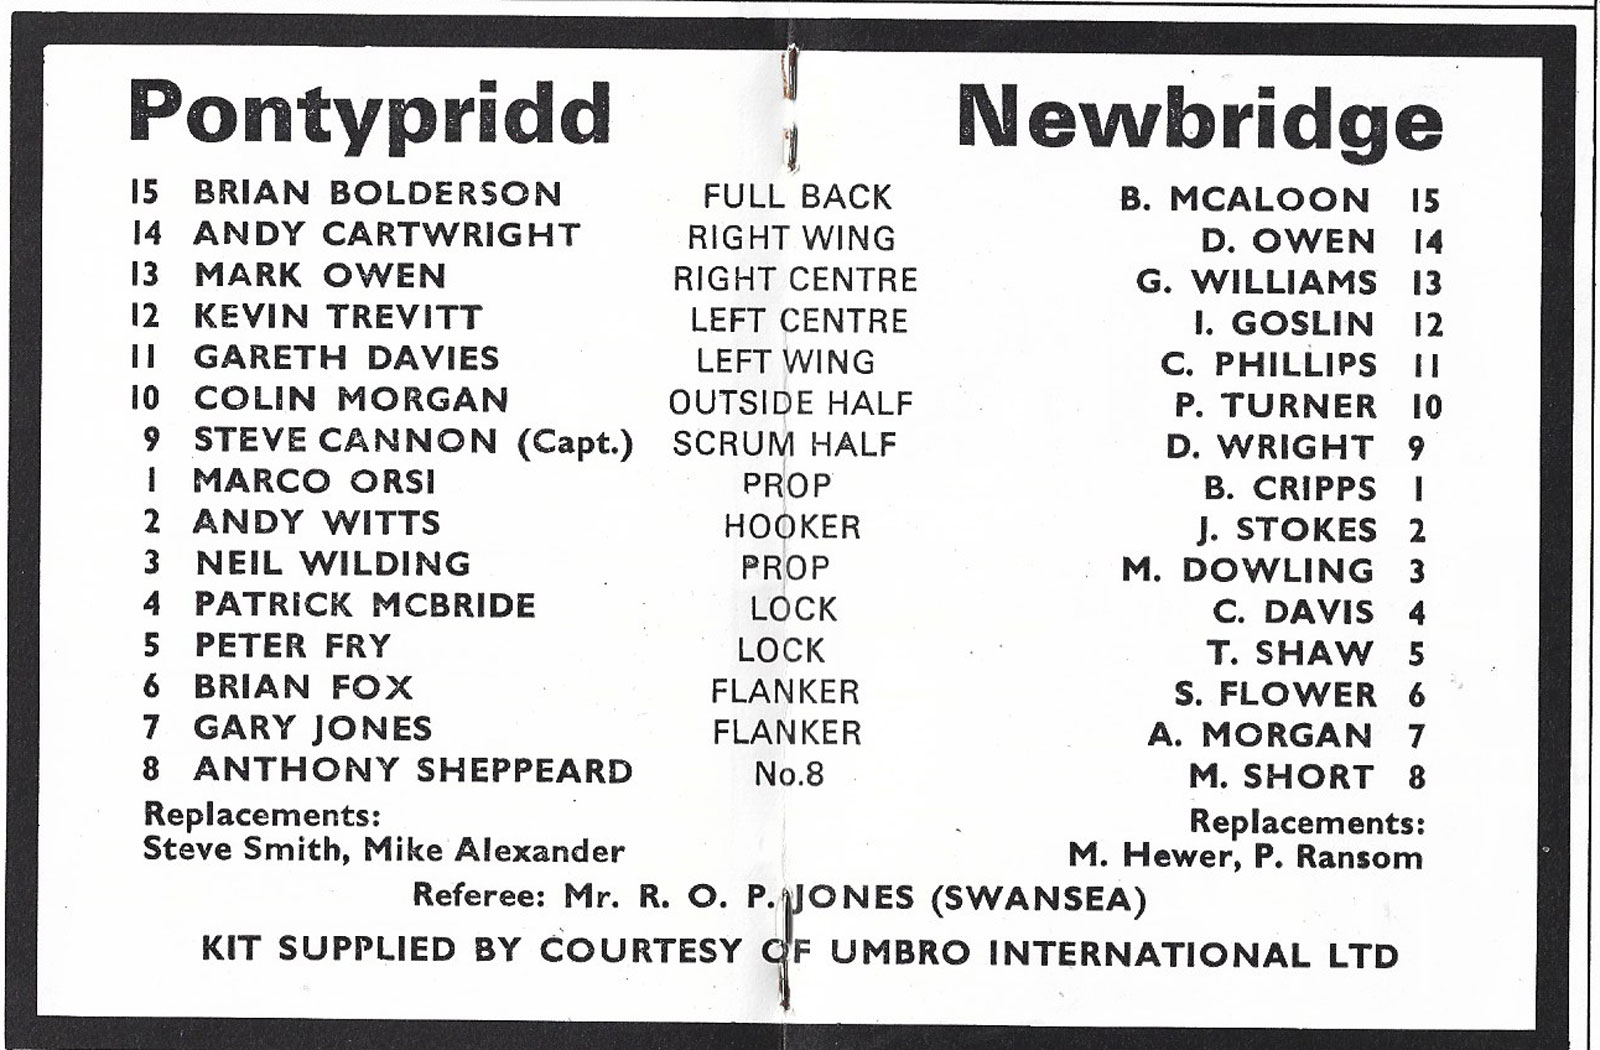 Pontypridd Newbridge
15 BRIAN BOLDERSON FULL BACK B. MCALOON 15
14 ANDY CARTWRIGHT RIGHT WING D. OWEN 14
13 MARK OWEN RIGHT CENTRE G. WILLIAMS 13
12 KEVIN TREVITT LEFT CENTRE I. GOSLIN 12
11 GARETH DAVIES LEFT WING C. PHILLIPS 11
10 COLIN MORGAN OUTSIDE HALF P. TURNER 10
9 STEVE CANNON (Capt.) SCRUM HALF D. WRIGHT 9
1 MARCO ORSI PROP B. CRIPPS 1
2 ANDY WITTS HOOKER J. STOKES 2
3 NEIL WILDING PROP M. DOWLING 3
4 PATRICK MCBRIDE LOCK C. DAVIS 4
5 PETER FRY LOCK T. SHAW 5
6 BRIAN FOX FLANKER S. FLOWER 6
7 GARY JONES FLANKER A. MORGAN 7
8 ANTHONY SHEPPEARD No.8 M. SHORT 8
Replacements: Replacements:
Steve Smith, Mike Alexander M. Hewer, P. Ransom
Referee: Mr. R. O. P. JONES (SWANSEA)
KIT SUPPLIED BY COURTESY OF UMBRO INTERNATIONAL LTD